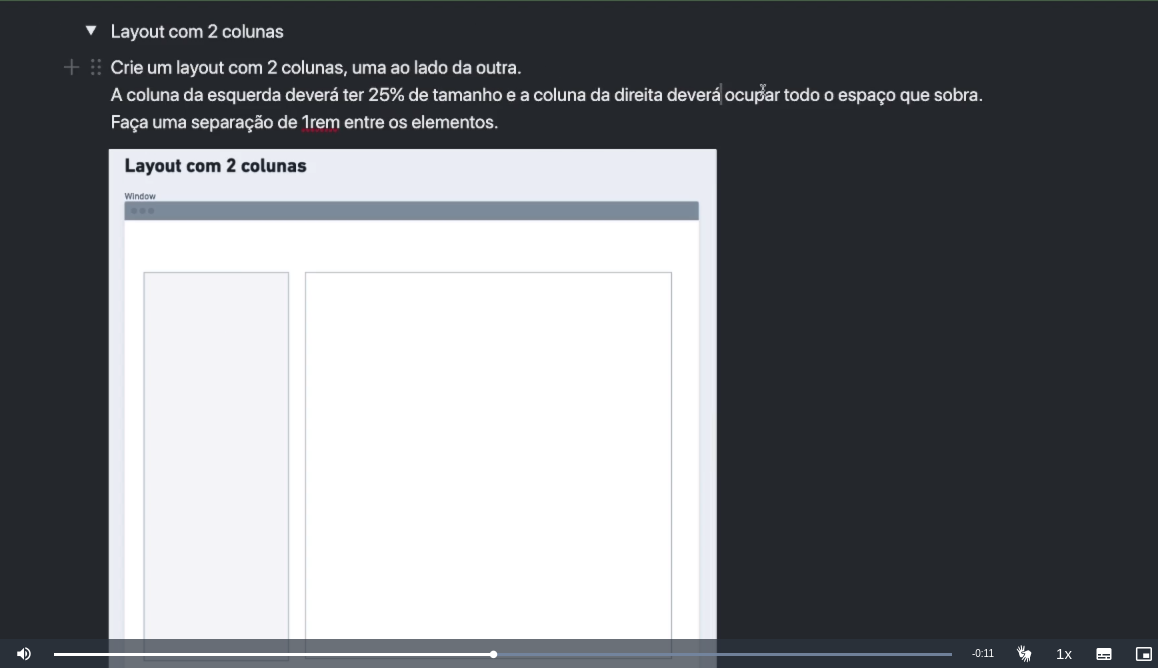 Layout com 2 colunas
Crie um layout com 2 colunas, uma ao lado da outra.
A coluna da esquerda deverá ter 25% de tamanho e a coluna da direita deverá ocupar todo o espaço que sobra.
Faça uma separação de 1rem entre os elementos.
Layout com 2 colunas
Window
-0:11
1x